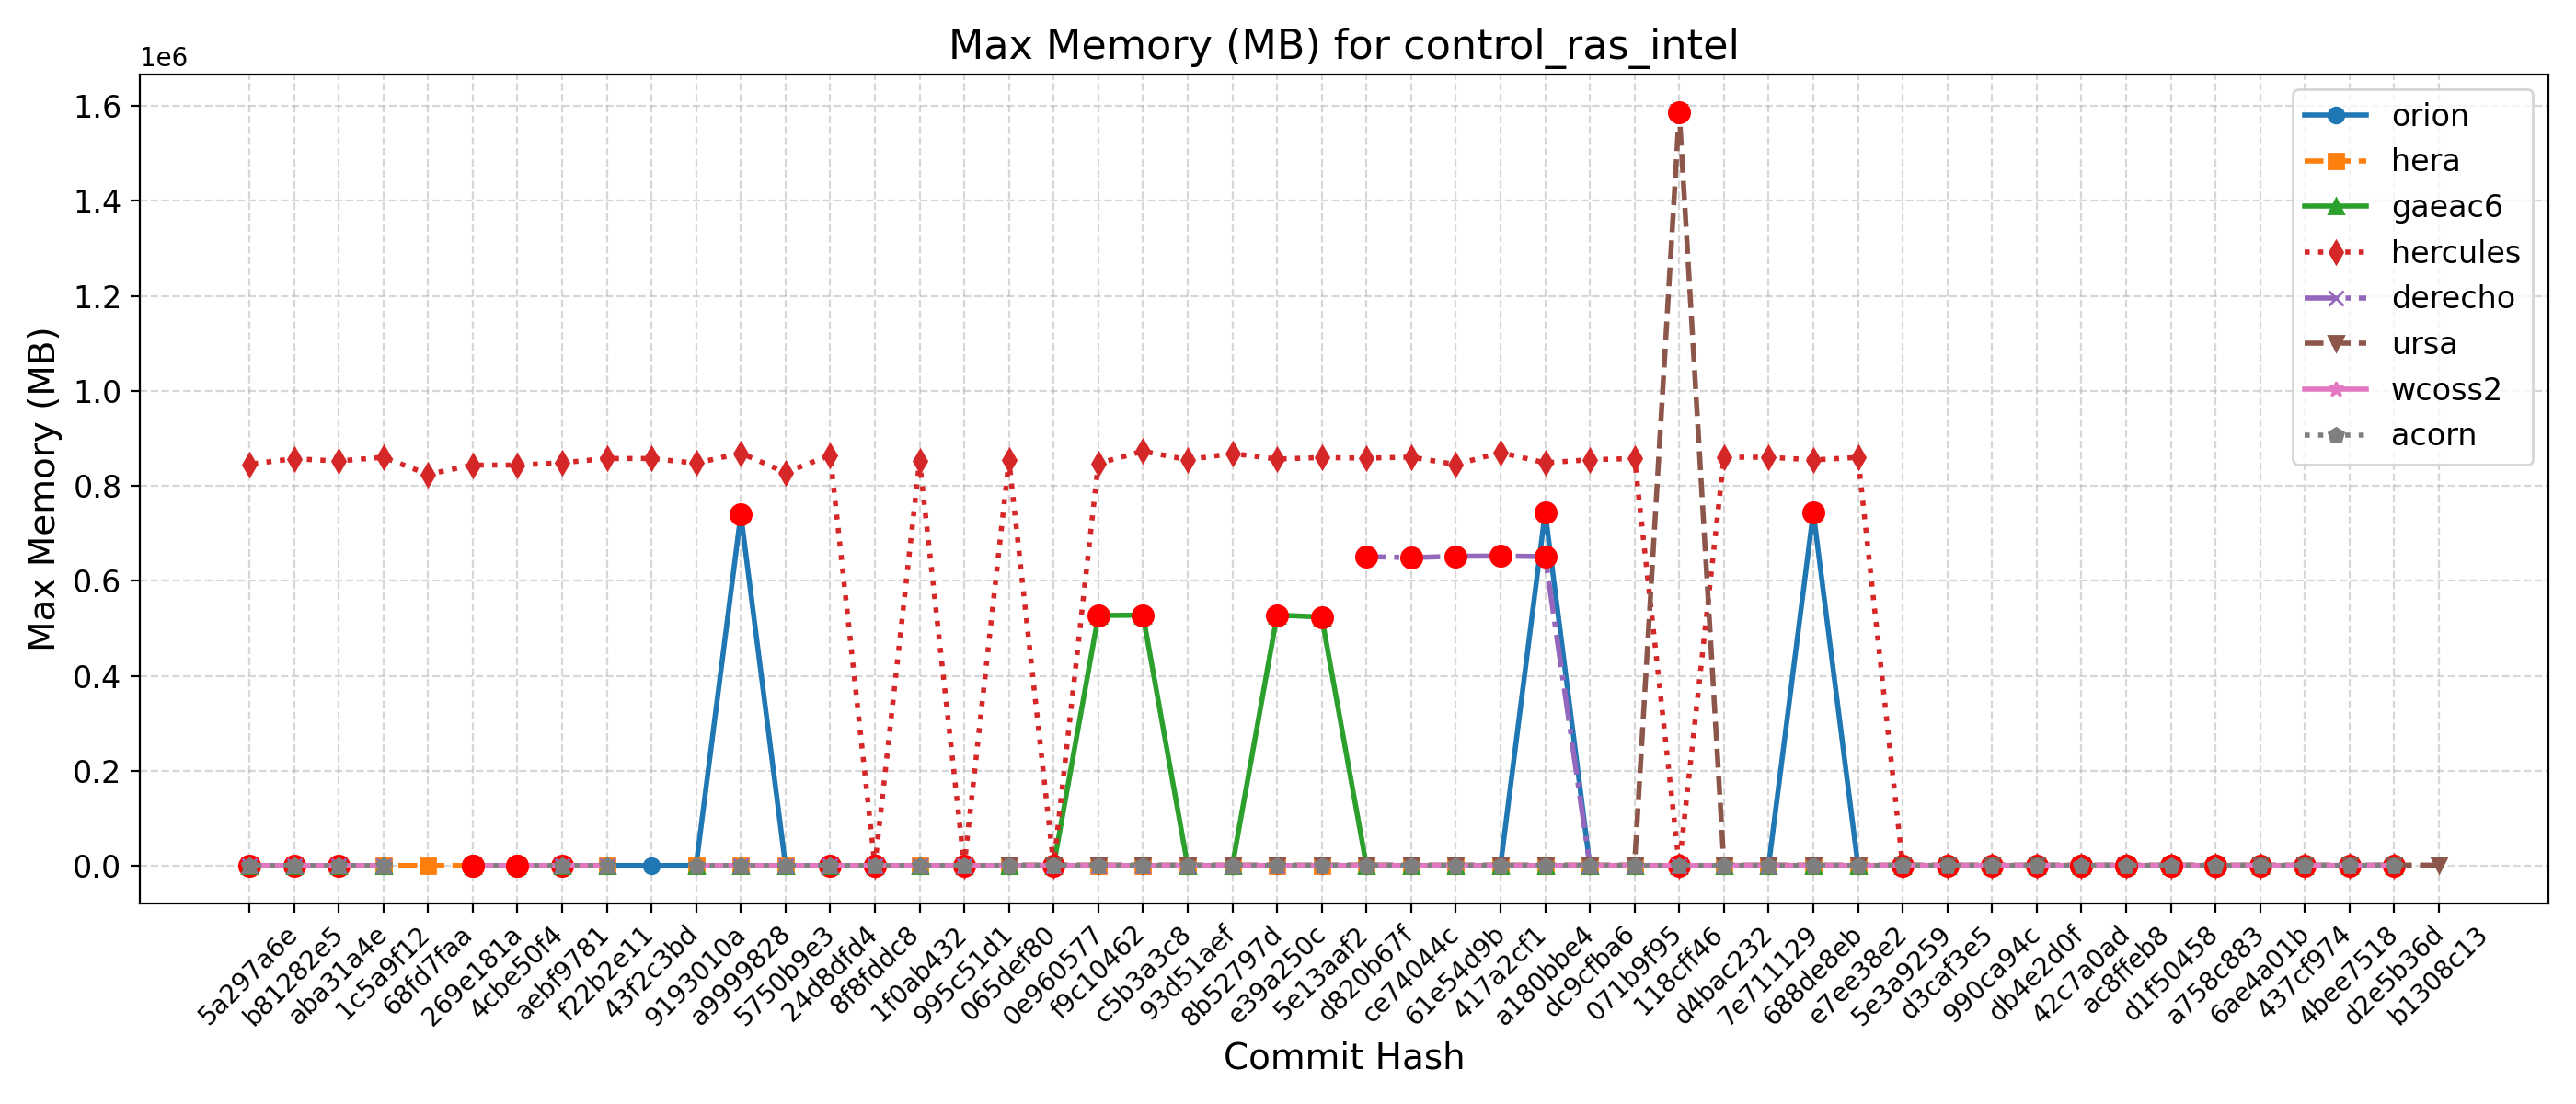 Max Memory (MB) for control_ras_intel
1e6
1.6
1.4
1.2
1.0
0.8
0.6
0.4
0.2
0.0
Max Memory (MB)
orion
hera
gaeac6
hercules
derecho
ursa
wcoss2
acorn
5a297a6e
b81282e5
aba31a4e
1c5a9f12
68fd7faa
269e181a
4cbe50f4
aebf9781
f22b2e11
43f2c3bd
9193010a
a9999828
5750b9e3
24d8dfd4
8f8fddc8
1f0ab432
995c51d1
065def80
0e960577
f9c10462
c5b3a3c8
93d51aef
8b52797d
e39a250c
5e13aaf2
d820b67f
ce74044c
61e54d9b
417a2cf1
a180bbe4
dc9cfba6
071b9f95
118cff46
d4bac232
7e711129
688de8eb
e7ee38e2
5e3a9259
d3caf3e5
990ca94c
db4e2d0f
42c7a0ad
ac8ffeb8
d1f50458
a758c883
6ae4a01b
437cf974
4bee7518
d2e5b36d
b1308c13
Commit Hash